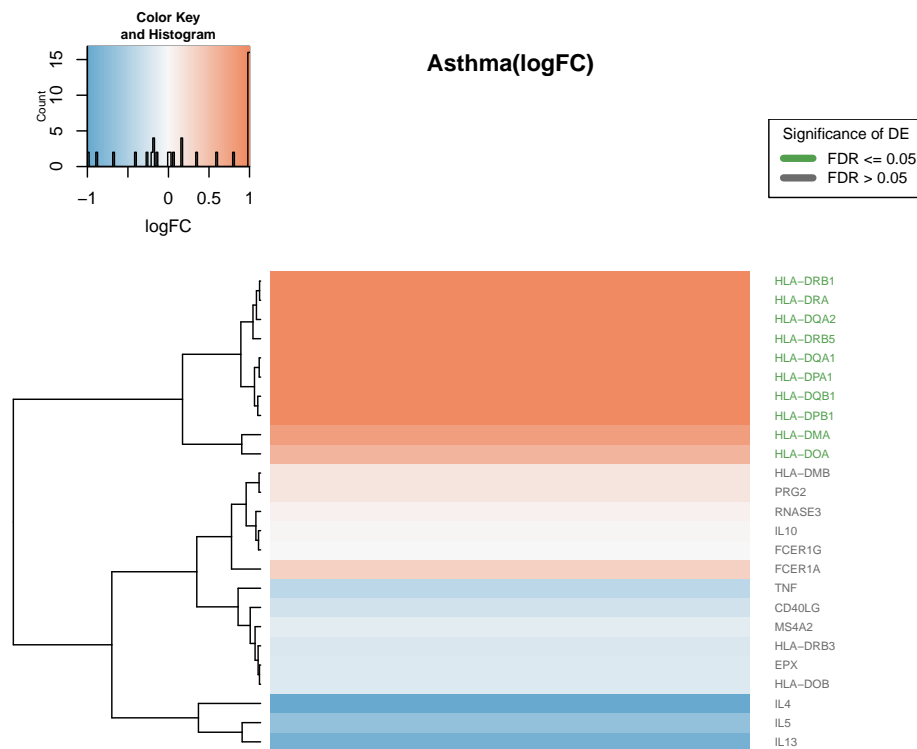 Color Key
and Histogram
Count
0
5
10
15
−1
0
0.5
1
logFC
Asthma(logFC)
Significance of DE
FDR <= 0.05
FDR > 0.05
HLA−DRB1
HLA−DRA
HLA−DQA2
HLA−DRB5
HLA−DQA1
HLA−DPA1
HLA−DQB1
HLA−DPB1
HLA−DMA
HLA−DOA
HLA−DMB
PRG2
RNASE3
IL10
FCER1G
FCER1A
TNF
CD40LG
MS4A2
HLA−DRB3
EPX
HLA−DOB
IL4
IL5
IL13